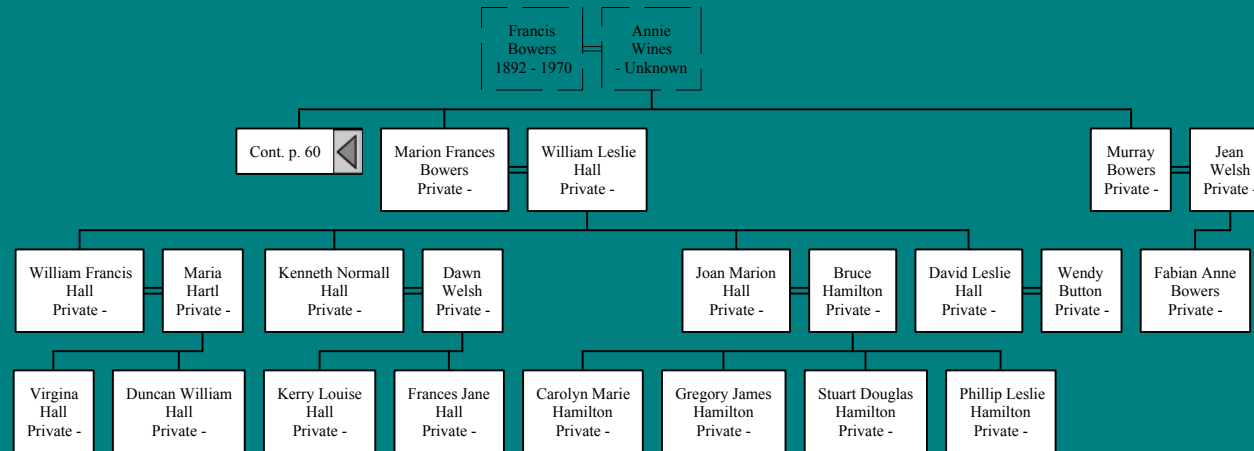 Francis
Bowers
1892 - 1970
Annie
Wines
- Unknown
Cont. p. 60
Marion Frances
Bowers
Private -
William Leslie
Hall
Private -
Murray
Bowers
Private -
Jean
Welsh
Private -
William Francis
Hall
Private -
Maria
Hartl
Private -
Kenneth Normall
Hall
Private -
Dawn
Welsh
Private -
Joan Marion
Hall
Private -
Bruce
Hamilton
Private -
David Leslie
Hall
Private -
Wendy
Button
Private -
Fabian Anne
Bowers
Private -
Virgina
Hall
Private -
Duncan William
Hall
Private -
Kerry Louise
Hall
Private -
Frances Jane
Hall
Private -
Carolyn Marie
Hamilton
Private -
Gregory James
Hamilton
Private -
Stuart Douglas
Hamilton
Private -
Phillip Leslie
Hamilton
Private -